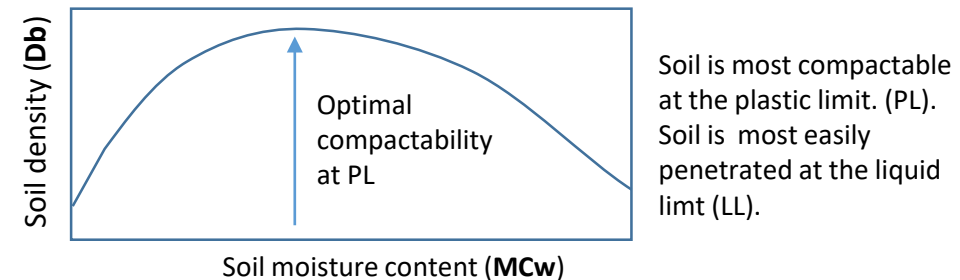 Soil density (Db)
Optimal
compactability
at PL
Soil moisture content (MCw)
Soil is most compactable
at the plastic limit. (PL).
Soil is  most easily
penetrated at the liquid
limt (LL).